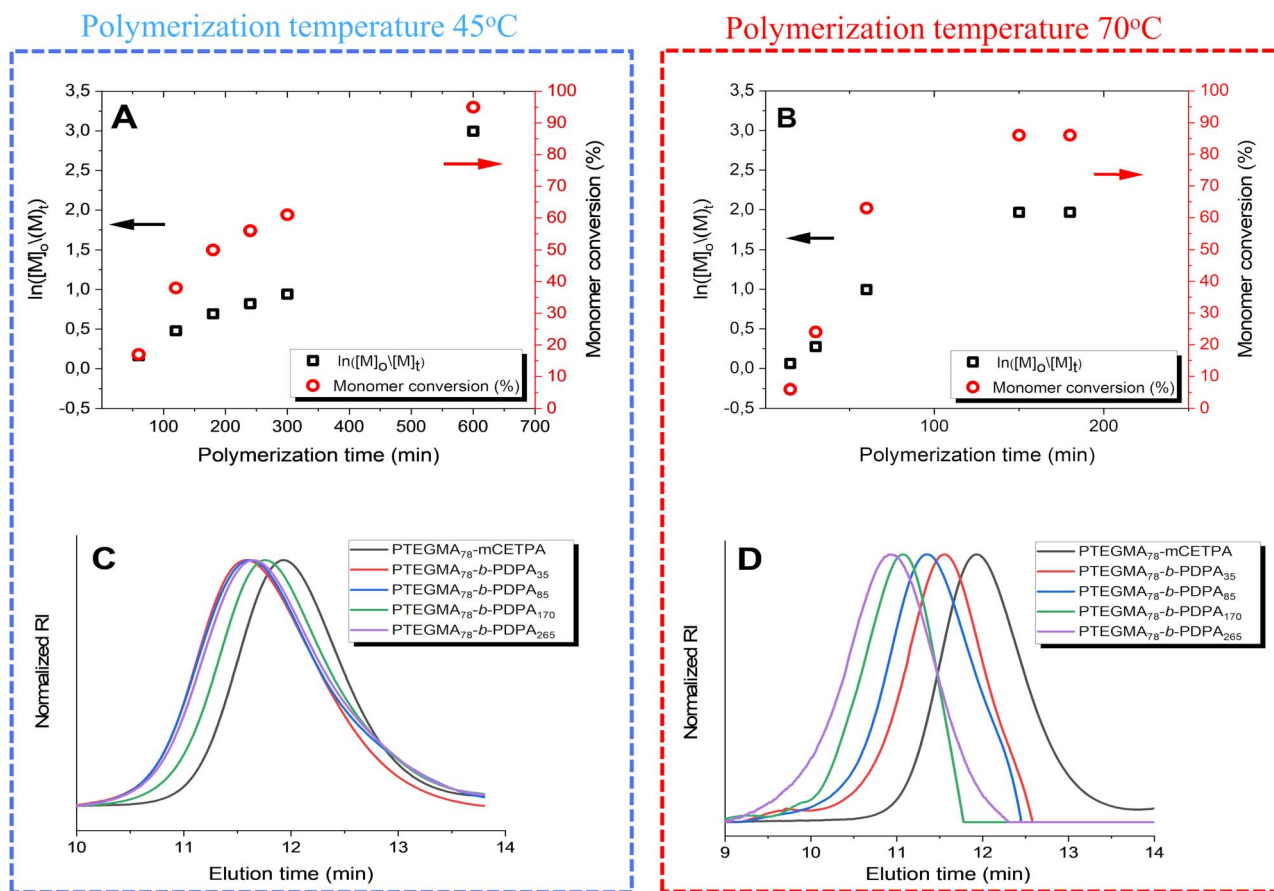 Polymerization temperature 45°C
Polymerization temperature 70°C
A
ln([M]ₒ\(M)ₜ)
3,5
3,0
2,5
2,0
1,5
1,0
0,5
0,0
-0,5
100
90
80
70
60
50
40
30
20
10
0
Monomer conversion (%)
ln([M]ₒ\[M]ₜ)
Monomer conversion (%)
100 200 300 400 500 600 700
Polymerization time (min)
B
ln([M]ₒ\(M)ₜ)
3,5
3,0
2,5
2,0
1,5
1,0
0,5
0,0
-0,5
100
90
80
70
60
50
40
30
20
10
0
Monomer conversion (%)
ln([M]ₒ\[M]ₜ)
Monomer conversion (%)
100 200
Polymerization time (min)
C
Normalized RI
PTEGMA₇₈-mCETPA
PTEGMA₇₈-b-PDPA₃₅
PTEGMA₇₈-b-PDPA₈₅
PTEGMA₇₈-b-PDPA₁₇₀
PTEGMA₇₈-b-PDPA₂₆₅
10 11 12 13 14
Elution time (min)
D
Normalized RI
PTEGMA₇₈-mCETPA
PTEGMA₇₈-b-PDPA₃₅
PTEGMA₇₈-b-PDPA₈₅
PTEGMA₇₈-b-PDPA₁₇₀
PTEGMA₇₈-b-PDPA₂₆₅
9 10 11 12 13 14
Elution time (min)